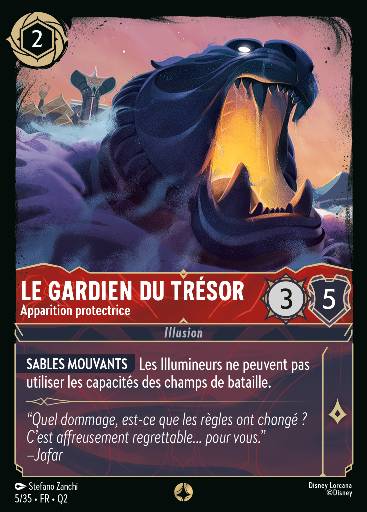 2
LE GARDIEN DU TRÉSOR
Apparition protectrice
3
5
Illusion
SABLES MOUVANTS Les Illumineurs ne peuvent pas
utiliser les capacités des champs de bataille.
“Quel dommage, est-ce que les règles ont changé ?
C’est affreusement regrettable... pour vous.”
–Jofar
Stefano Zanchi
5/35 • FR • Q2
Disney Lorcana
©Disney